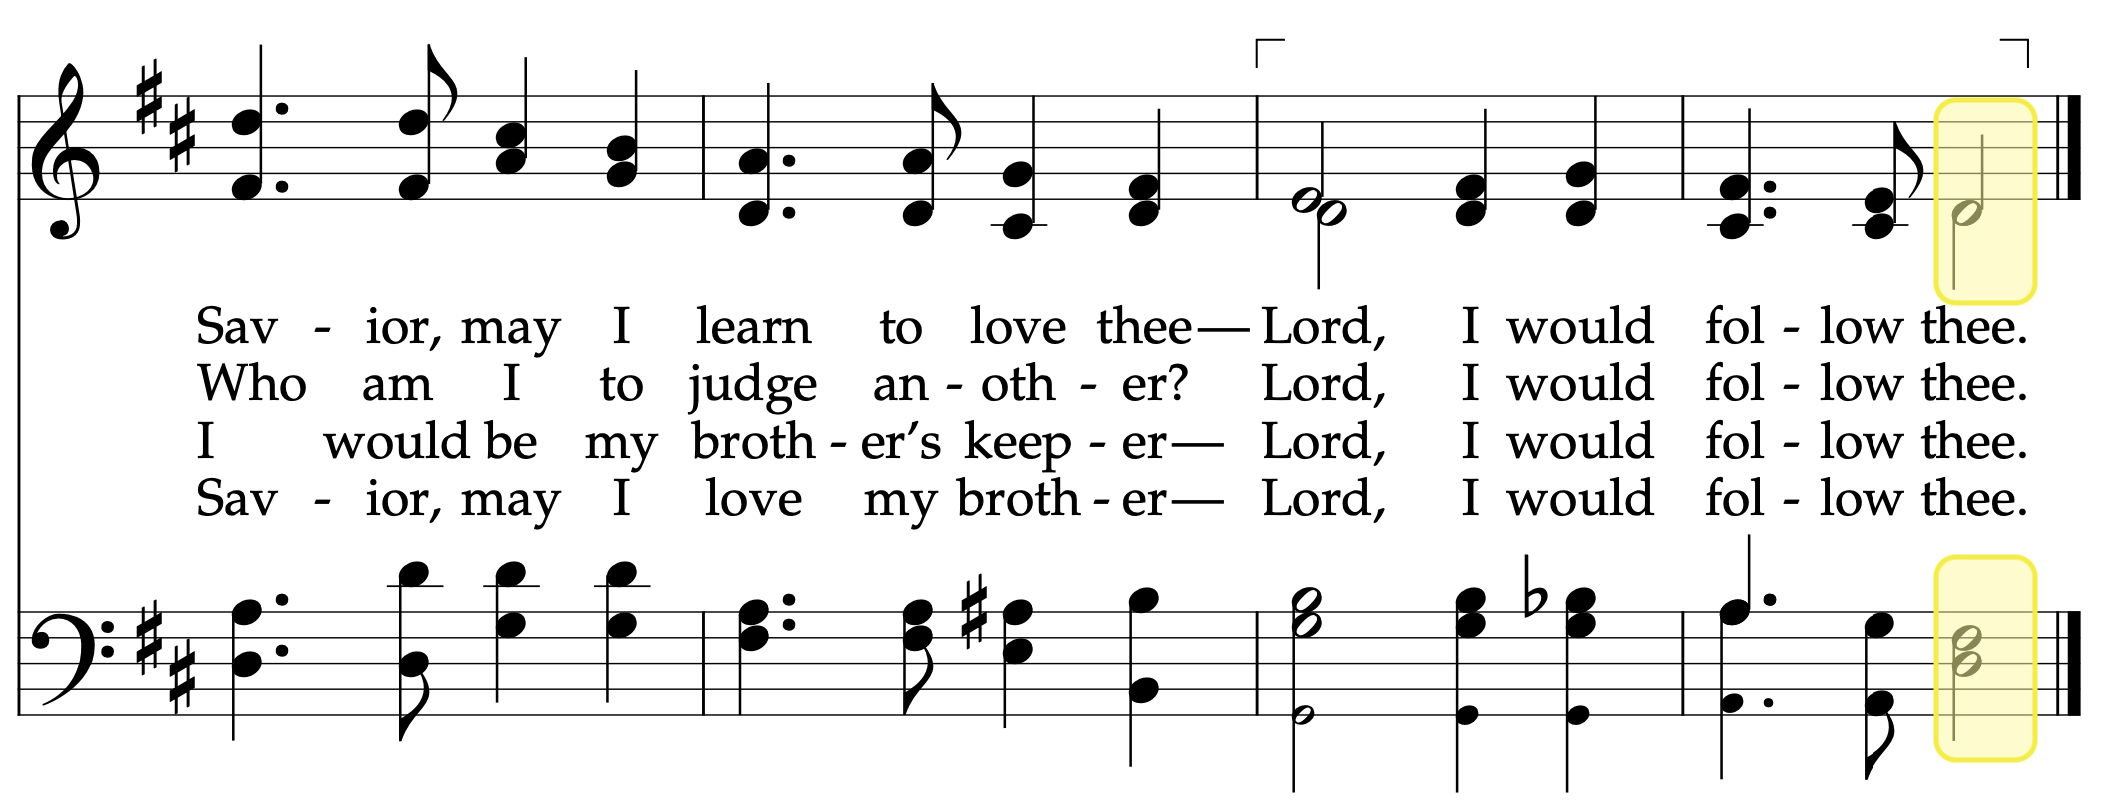 Sav - ior, may I learn to love thee— Lord, I would fol - low thee.
Who am I to judge an - oth - er? Lord, I would fol - low thee.
I would be my broth - er’s keep - er— Lord, I would fol - low thee.
Sav - ior, may I love my broth - er— Lord, I would fol - low thee.